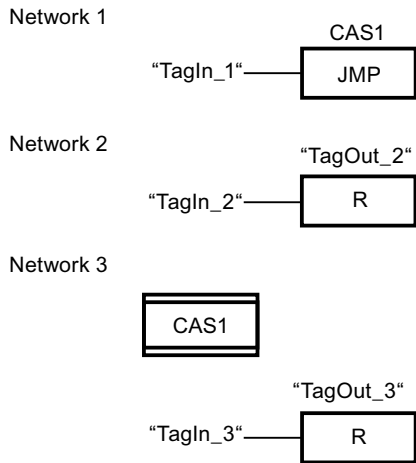 Network 1
CAS1
“TagIn_1“
JMP
Network 2
“TagOut_2“
“TagIn_2“
R
Network 3
CAS1
“TagOut_3“
“TagIn_3“
R